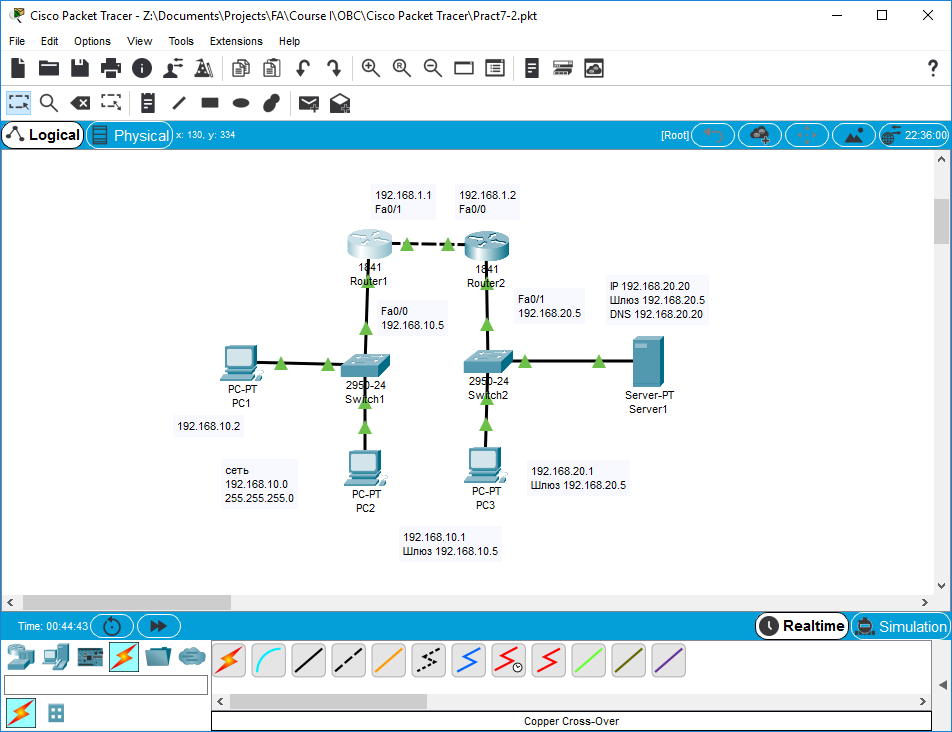 Cisco Packet Tracer - Z:\Documents\Projects\FA\Course I\OBC\Cisco Packet Tracer\Pract7-2.pkt
File Edit Options View Tools Extensions Help
Logical Physical x: 130, y: 334 [Root] 22:36:00
192.168.1.1
Fa0/1
192.168.1.2
Fa0/0
1841
Router1
1841
Router2
Fa0/0
192.168.10.5
Fa0/1
192.168.20.5
IP 192.168.20.20
Шлюз 192.168.20.5
DNS 192.168.20.20
PC-PT
PC1
2950-24
Switch1
2950-24
Switch2
Server-PT
Server1
192.168.10.2
сеть
192.168.10.0
255.255.255.0
PC-PT
PC2
PC-PT
PC3
192.168.20.1
Шлюз 192.168.20.5
192.168.10.1
Шлюз 192.168.10.5
Time: 00:44:43 Realtime Simulation
Copper Cross-Over